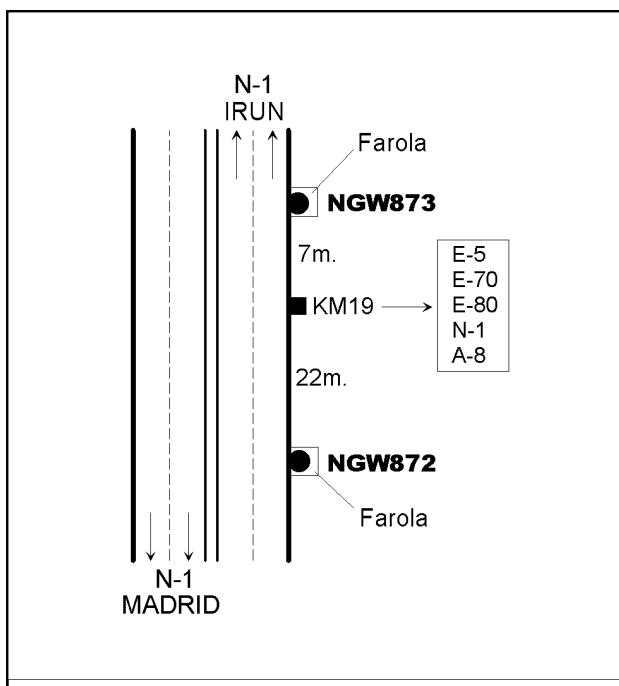 N-1
IRUN
Farola
NGW873
7m.
KM19
E-5
E-70
E-80
N-1
A-8
22m.
NGW872
Farola
N-1
MADRID